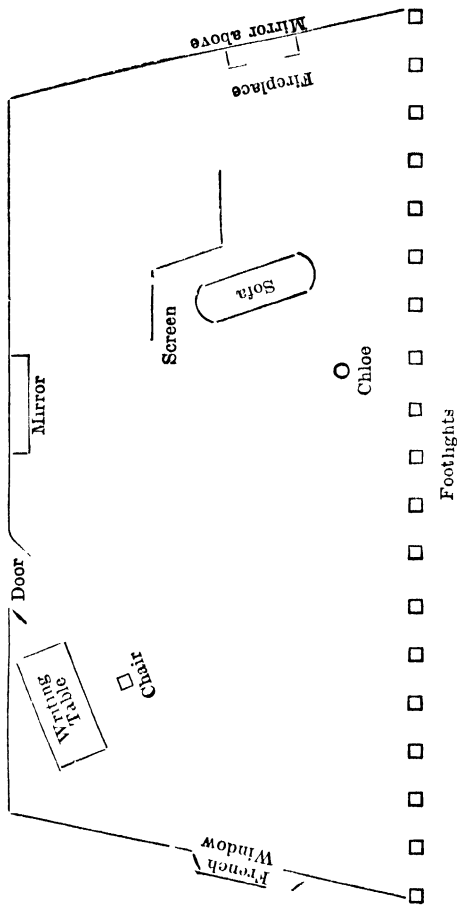 Mirror above
Fireplace
Sofa
Screen
Mirror
Chloe
Footlights
Door
Writing
Table
Chair
French
Window